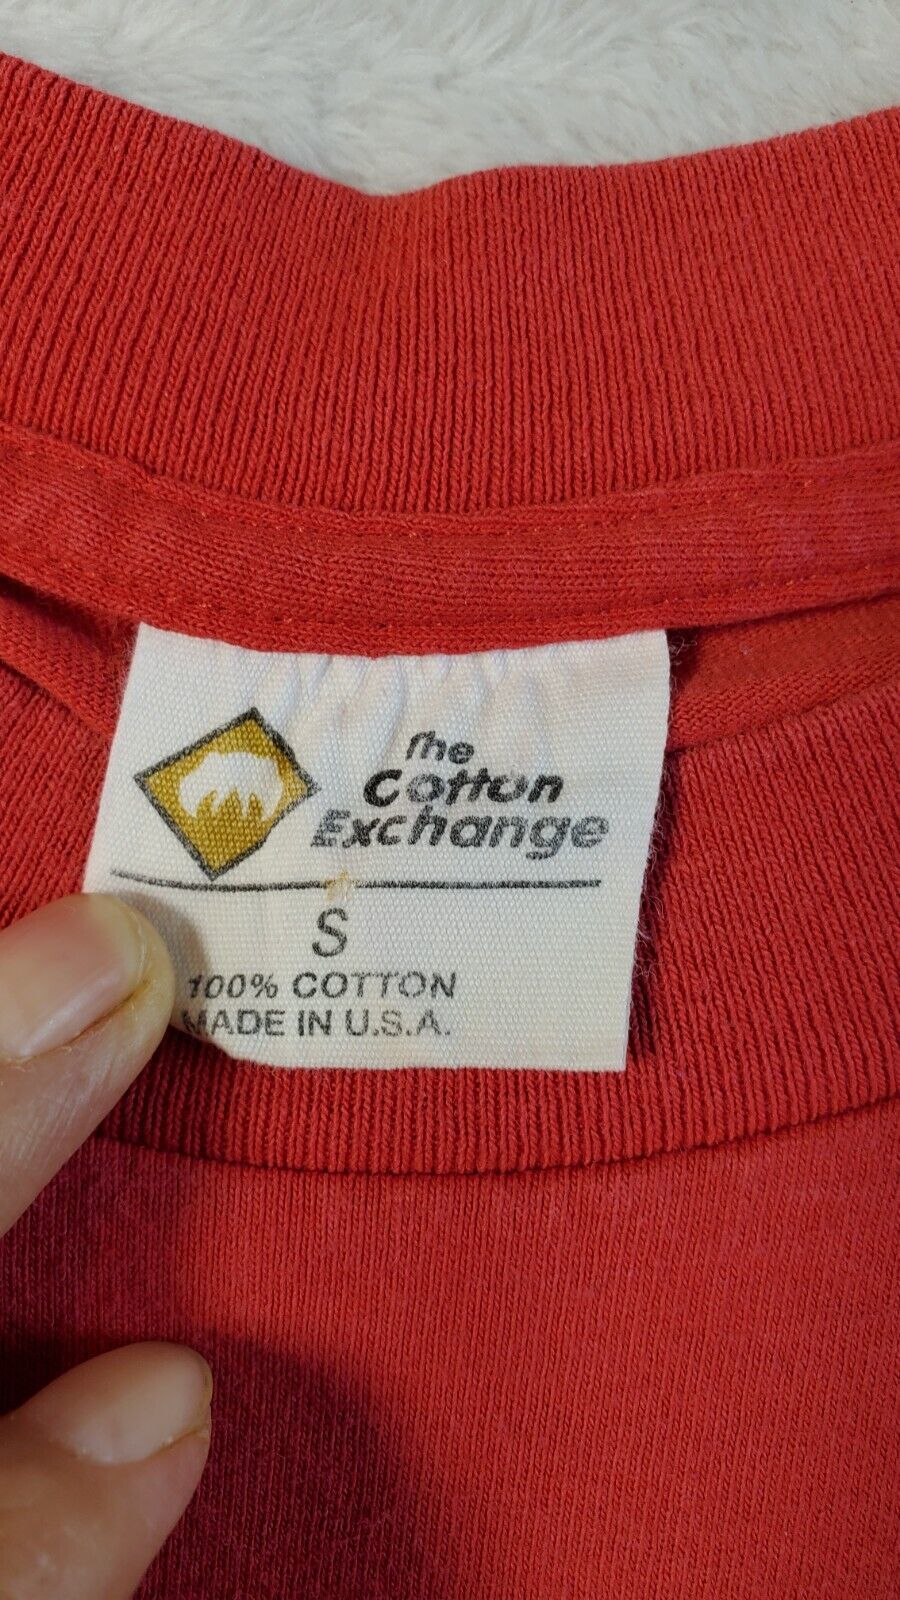 The
Cotton
Exchange
S
100% COTTON
MADE IN U.S.A.